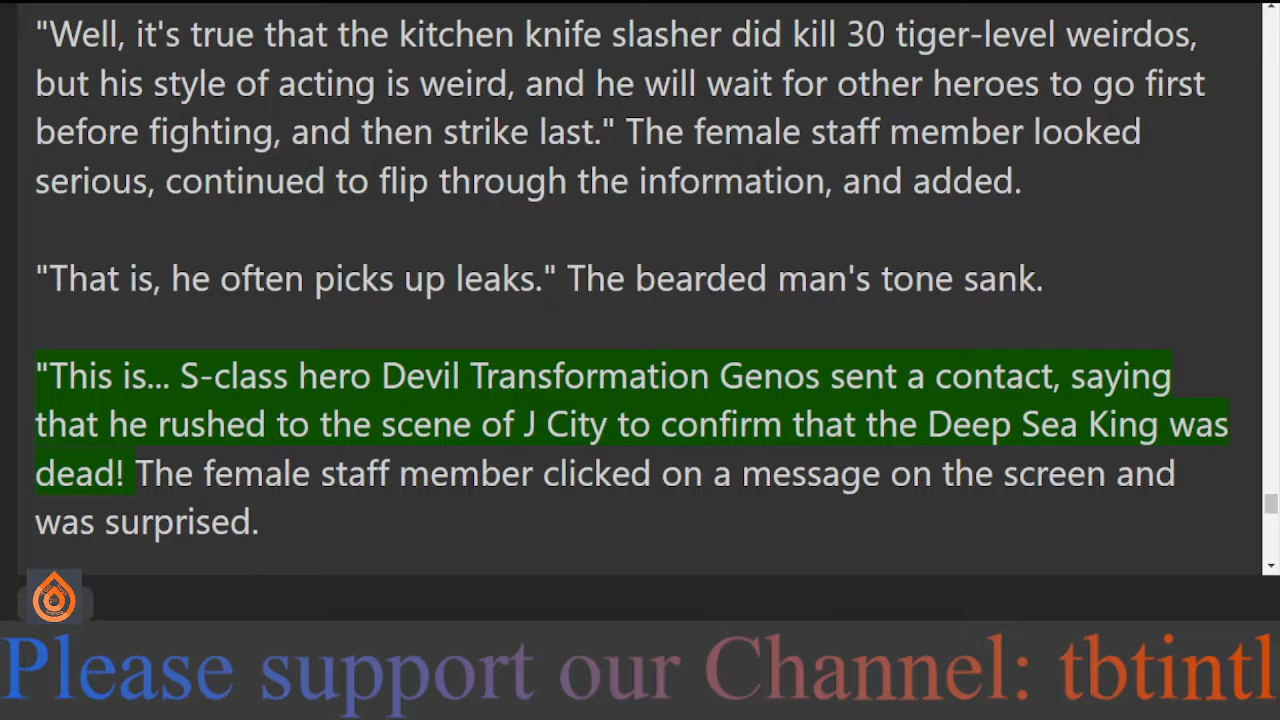 "Well, it's true that the kitchen knife slasher did kill 30 tiger-level weirdos,
but his style of acting is weird, and he will wait for other heroes to go first
before fighting, and then strike last." The female staff member looked
serious, continued to flip through the information, and added.
"That is, he often picks up leaks." The bearded man's tone sank.
"This is... S-class hero Devil Transformation Genos sent a contact, saying
that he rushed to the scene of J City to confirm that the Deep Sea King was
dead! The female staff member clicked on a message on the screen and
was surprised.
Please support our Channel: tbtintl